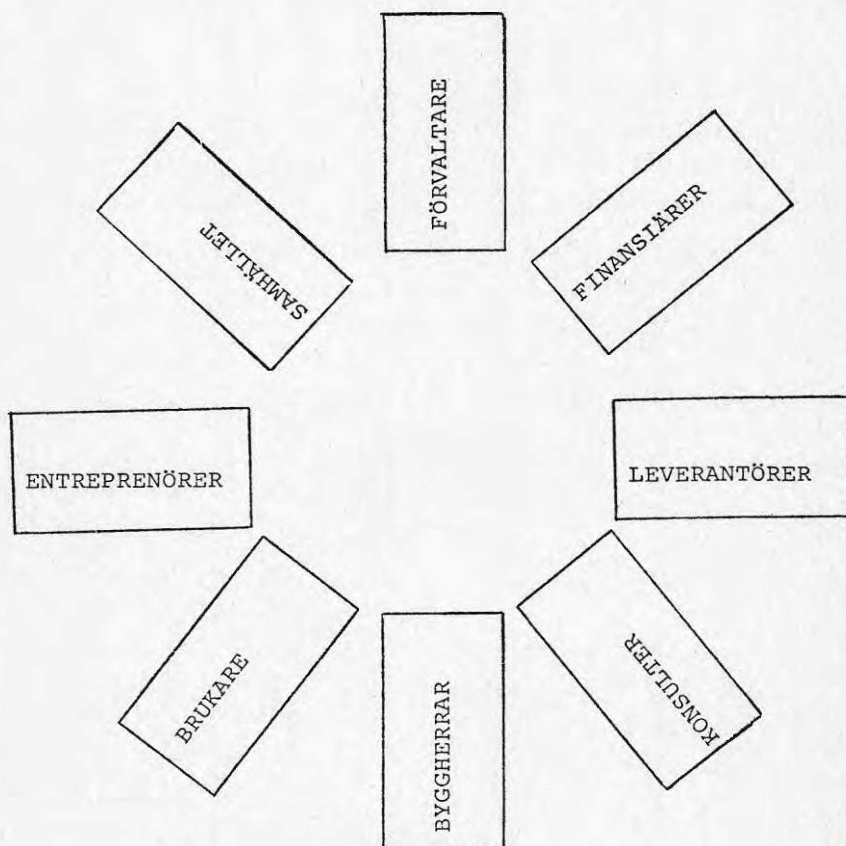 FÖRVALTARE
FINANSIÄRER
SAMHÄLLET
ENTREPRENÖRER
LEVERANTÖRER
BRUKARE
BYGGHERRAR
KONSULTER